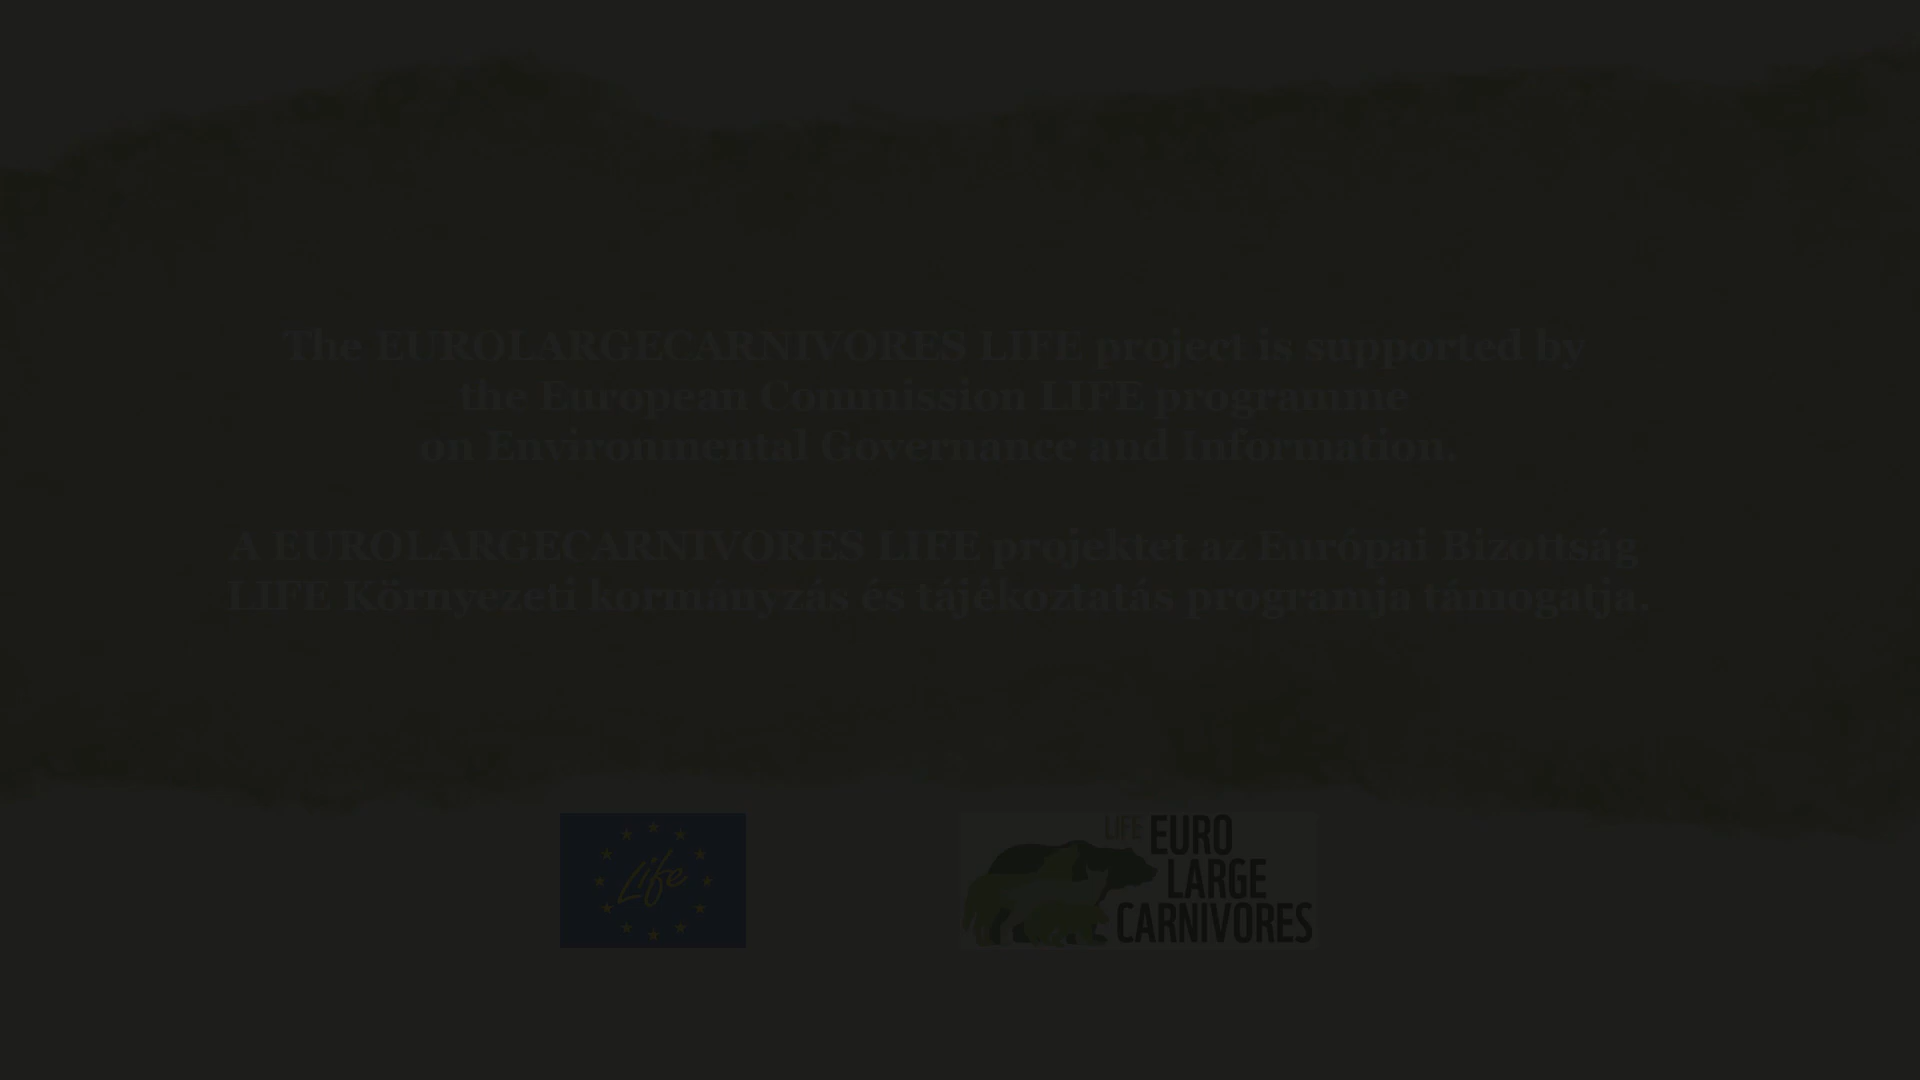 The EUROLARGECARNIVORES LIFE project is supported by
the European Commission LIFE programme
on Environmental Governance and Information.
A EUROLARGECARNIVORES LIFE projektet az Európai Bizottság
LIFE Környezeti kormányzás és tájékoztatás programja támogatja.
Life
LIFE EURO
LARGE
CARNIVORES